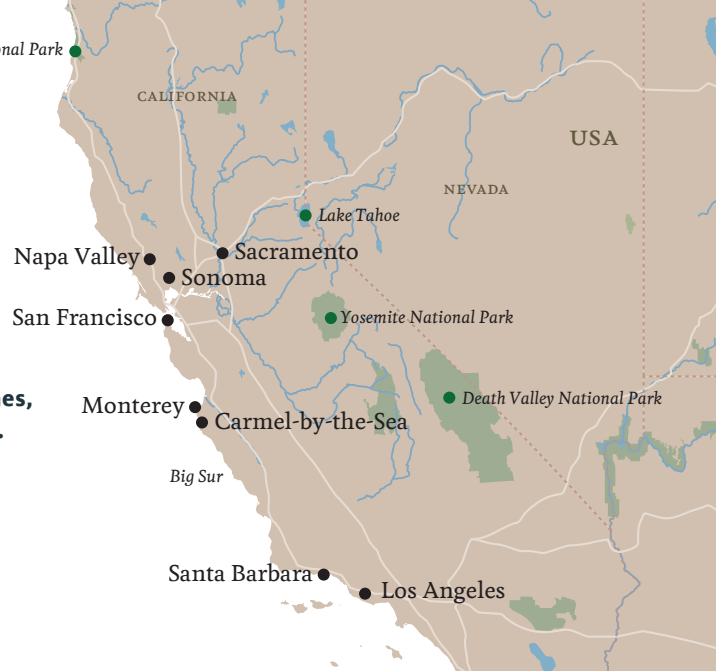 nal Park
CALIFORNIA
USA
NEVADA
Lake Tahoe
Napa Valley
Sacramento
Sonoma
San Francisco
Yosemite National Park
es,
Death Valley National Park
Monterey
Carmel-by-the-Sea
.
Big Sur
Santa Barbara
Los Angeles